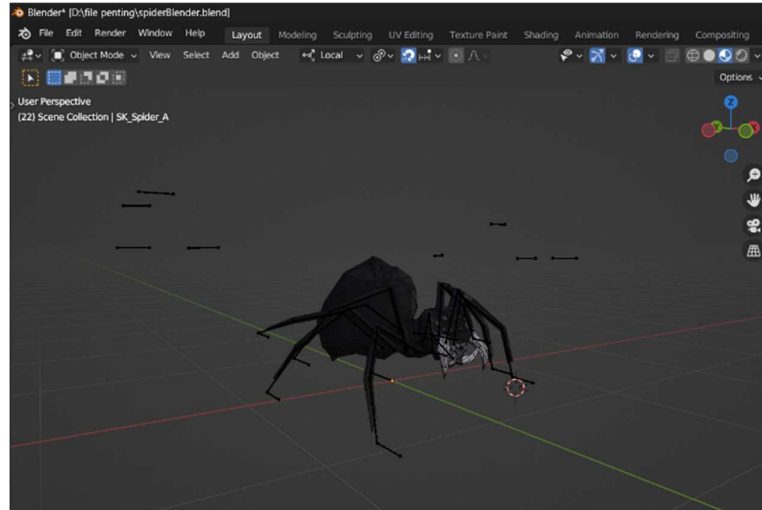 Blender* [D:\file penting\spiderBlender.blend]
File Edit Render Window Help Layout Modeling Sculpting UV Editing Texture Paint Shading Animation Rendering Compositing
Object Mode View Select Add Object Local
Options
User Perspective
(22) Scene Collection | SK_Spider_A
Z
Y